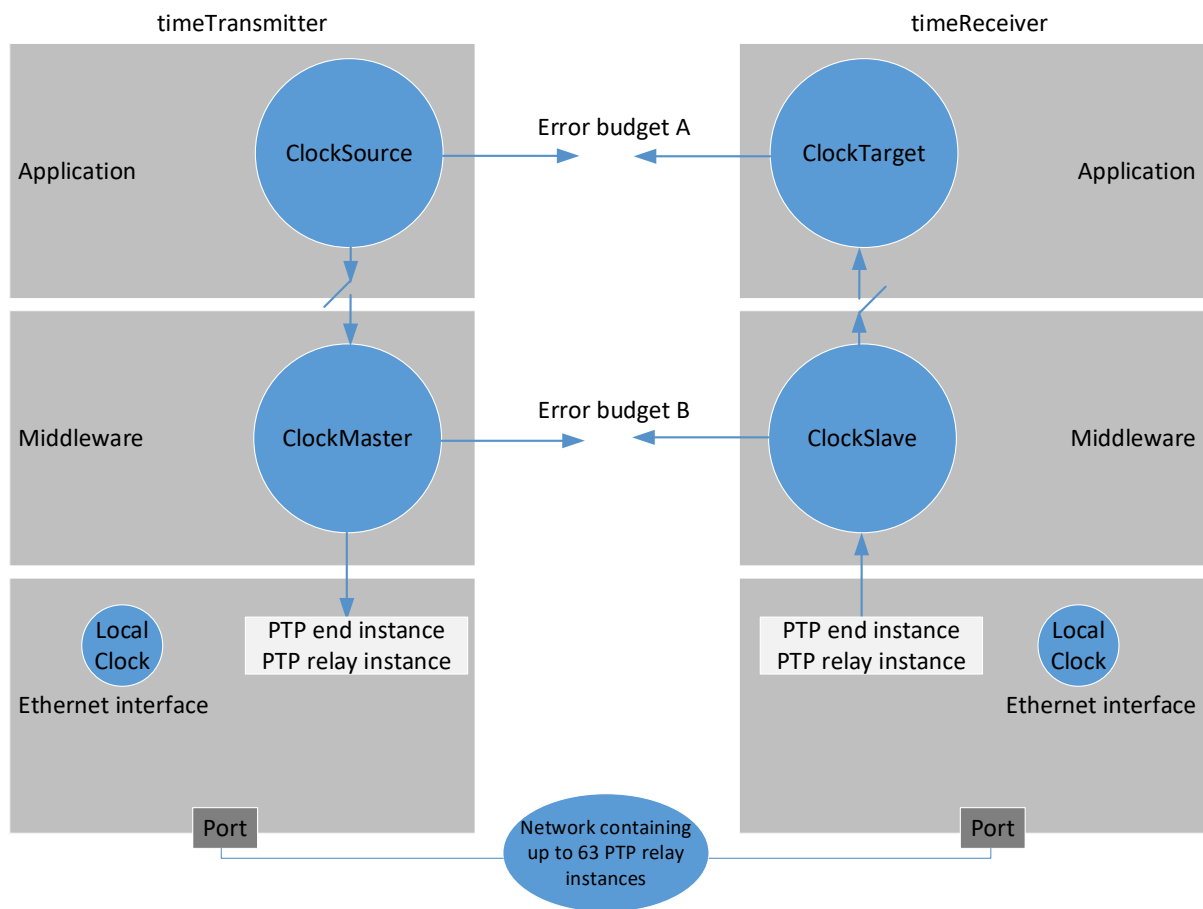 timeTransmitter
timeReceiver
ClockSource
Error budget A
ClockTarget
Application
Application
ClockMaster
Error budget B
ClockSlave
Middleware
Middleware
Local
Clock
PTP end instance
PTP relay instance
PTP end instance
PTP relay instance
Local
Clock
Ethernet interface
Ethernet interface
Port
Network containing
up to 63 PTP relay
instances
Port